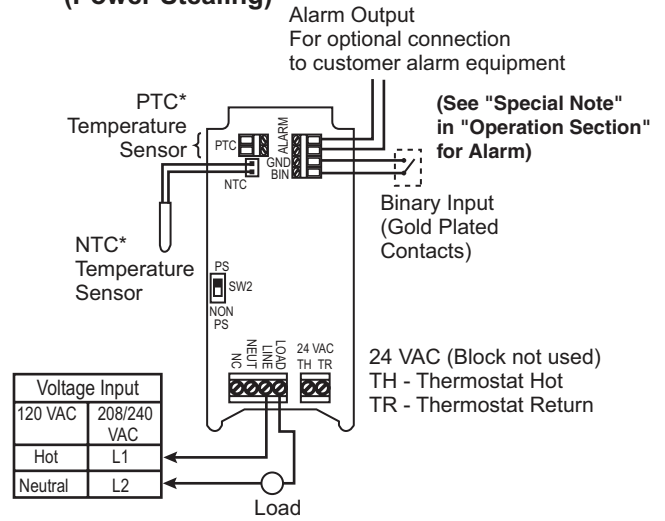 (Power Stealing)
Alarm Output
For optional connection
to customer alarm equipment
(See "Special Note"
in "Operation Section"
for Alarm)
PTC*
Temperature
Sensor
PTC
ALARM
GND
BIN
NTC
Binary Input
(Gold Plated
Contacts)
NTC*
Temperature
Sensor
PS
SW2
NON
PS
NC
NEUT
LINE
LOAD
24 VAC
TH TR
24 VAC (Block not used)
TH - Thermostat Hot
TR - Thermostat Return
Voltage Input
120 VAC 208/240
VAC
Hot L1
Neutral L2
Load